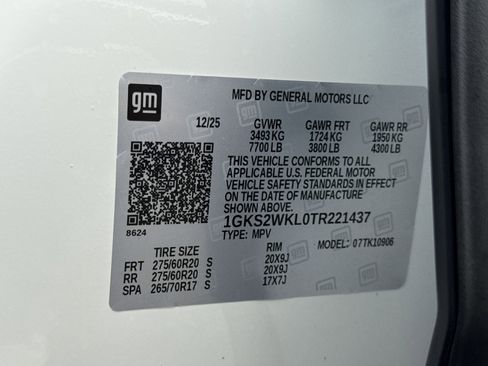 gm
MFD BY GENERAL MOTORS LLC
12/25 GVWR GAWR FRT GAWR RR
3493 KG 1724 KG 1950 KG
7700 LB 3800 LB 4300 LB
THIS VEHICLE CONFORMS TO ALL
APPLICABLE U.S. FEDERAL MOTOR
VEHICLE SAFETY STANDARDS IN EFFECT
ON THE DATE OF MANUFACTURE
SHOWN ABOVE.
1GKS2WKL0TR221437
8624 TYPE: MPV MODEL: 07TK10906
TIRE SIZE RIM
FRT 275/60R20 S 20X9J
RR 275/60R20 S 20X9J
SPA 265/70R17 S 17X7J